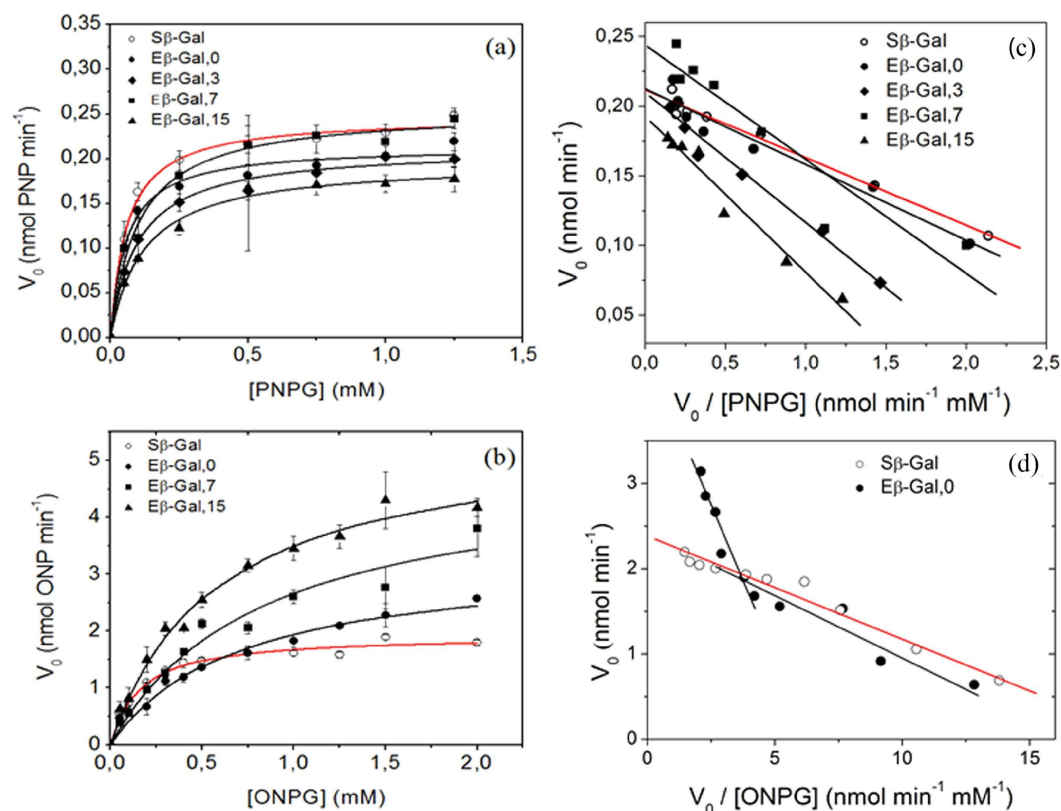 (a)
Sβ-Gal
Eβ-Gal,0
Eβ-Gal,3
Eβ-Gal,7
Eβ-Gal,15
V0 (nmol PNP min-1)
0,35
0,30
0,25
0,20
0,15
0,10
0,05
0,00
0,0 0,5 1,0 1,5
[PNPG] (mM)
(c)
Sβ-Gal
Eβ-Gal,0
Eβ-Gal,3
Eβ-Gal,7
Eβ-Gal,15
V0 (nmol min-1)
0,25
0,20
0,15
0,10
0,05
0,0 0,5 1,0 1,5 2,0 2,5
V0 / [PNPG] (nmol min-1 mM-1)
(b)
Sβ-Gal
Eβ-Gal,0
Eβ-Gal,7
Eβ-Gal,15
V0 (nmol ONP min-1)
5
4
3
2
1
0
0,0 0,5 1,0 1,5 2,0
[ONPG] (mM)
(d)
Sβ-Gal
Eβ-Gal,0
V0 (nmol min-1)
3
2
1
0
0 5 10 15
V0 / [ONPG] (nmol min-1 mM-1)